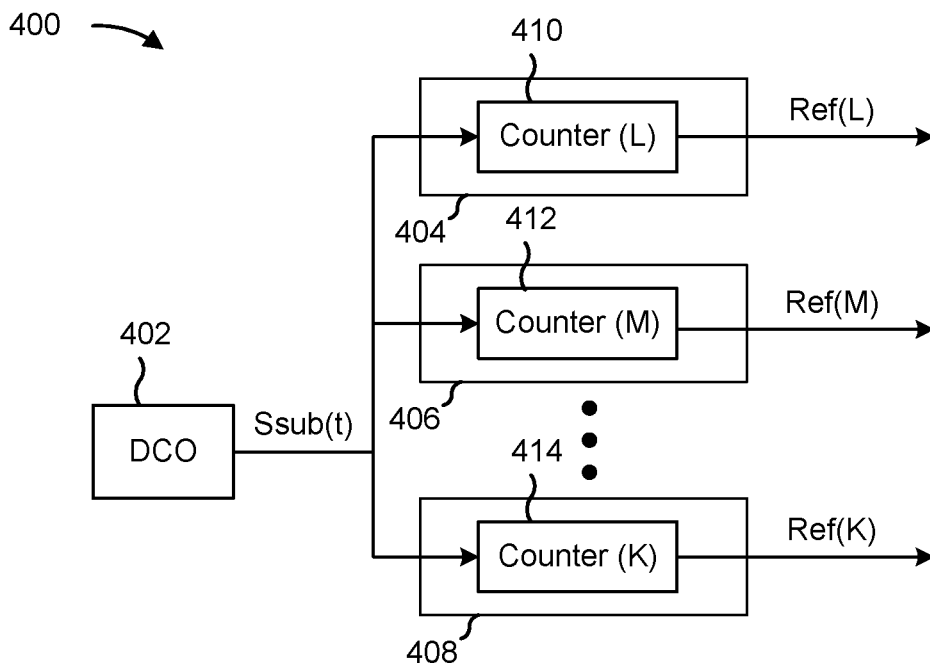 400
410
Counter (L)
Ref(L)
404
412
Counter (M)
Ref(M)
406
402
DCO
Ssub(t)
414
Counter (K)
Ref(K)
408